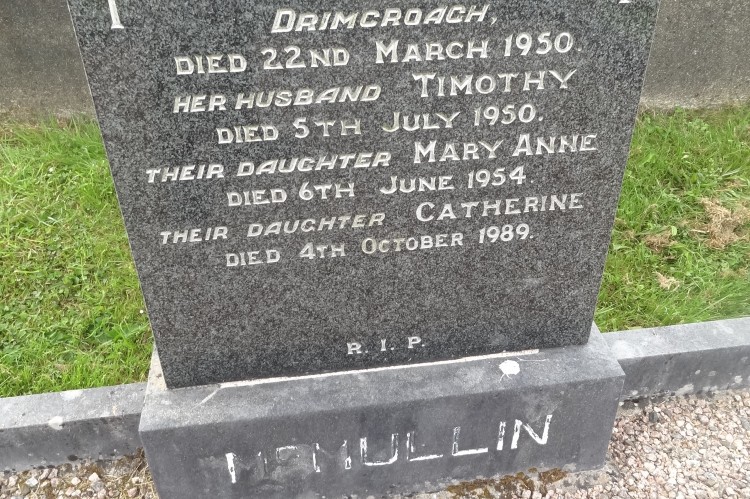 DRIMCROACH,
DIED 22ND MARCH 1950.
HER HUSBAND TIMOTHY
DIED 5TH JULY 1950.
THEIR DAUGHTER MARY ANNE
DIED 6TH JUNE 1954.
THEIR DAUGHTER CATHERINE
DIED 4TH OCTOBER 1989.
R. I. P.
MCMULLIN